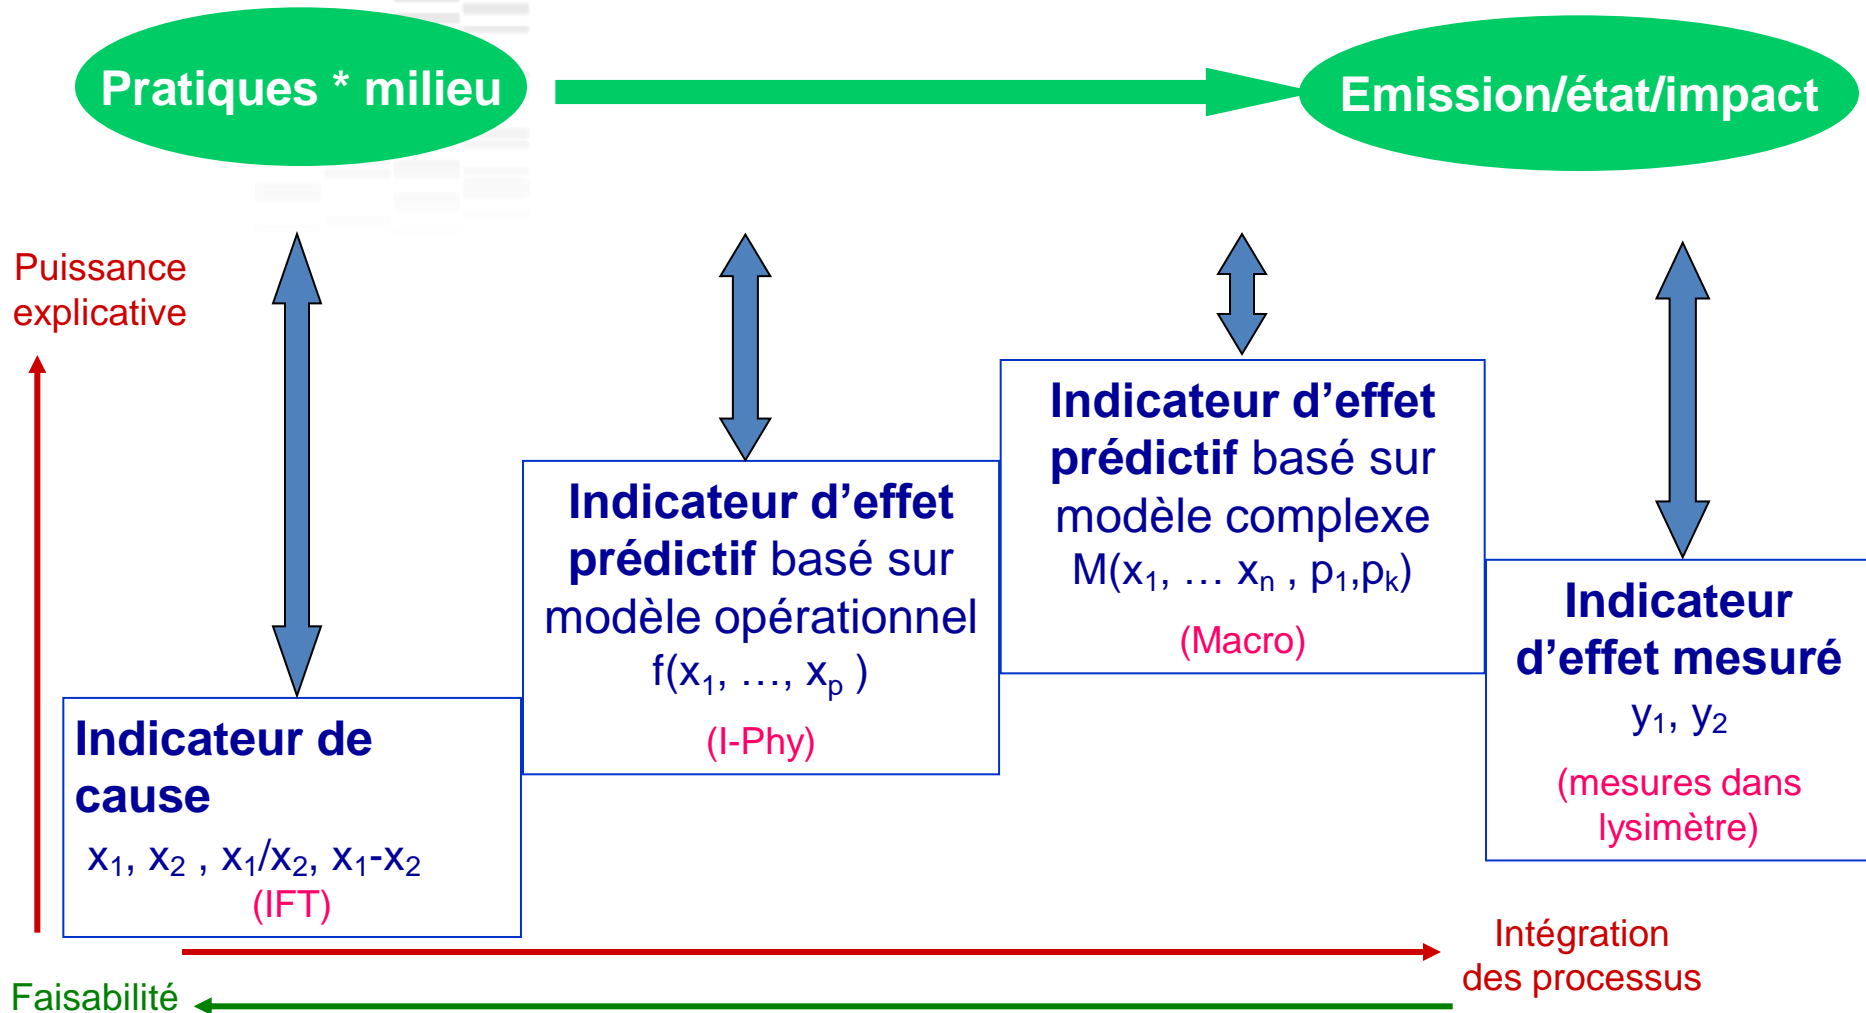 Pratiques * milieu
Emission/état/impact
Puissance
explicative
Indicateur de
cause
x₁, x₂ , x₁/x₂, x₁-x₂
(IFT)
Indicateur d’effet
prédictif basé sur
modèle opérationnel
f(x₁, …, xₚ )
(I-Phy)
Indicateur d’effet
prédictif basé sur
modèle complexe
M(x₁, … xₙ , p₁,pₖ)
(Macro)
Indicateur
d’effet mesuré
y₁, y₂
(mesures dans
lysimètre)
Intégration
des processus
Faisabilité